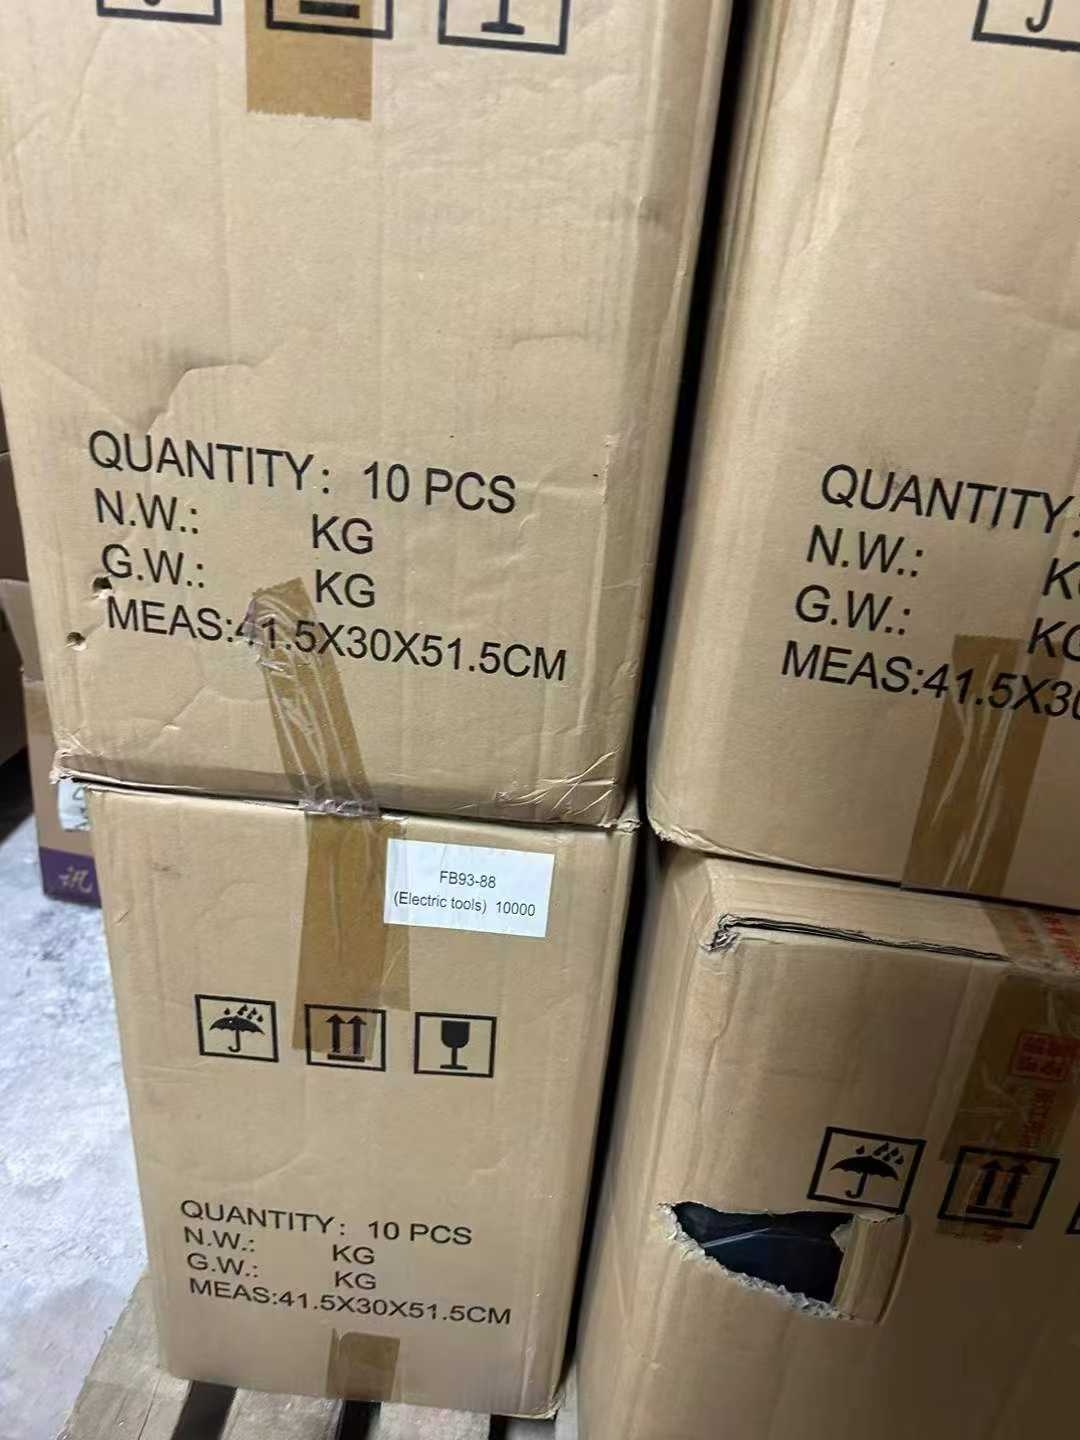 QUANTITY: 10 PCS
N.W.: KG
G.W.: KG
MEAS:41.5X30X51.5CM
QUANTITY:
N.W.:
G.W.:
MEAS:41.5X30
FB93-88
(Electric tools) 10000
QUANTITY: 10 PCS
N.W.: KG
G.W.: KG
MEAS:41.5X30X51.5CM